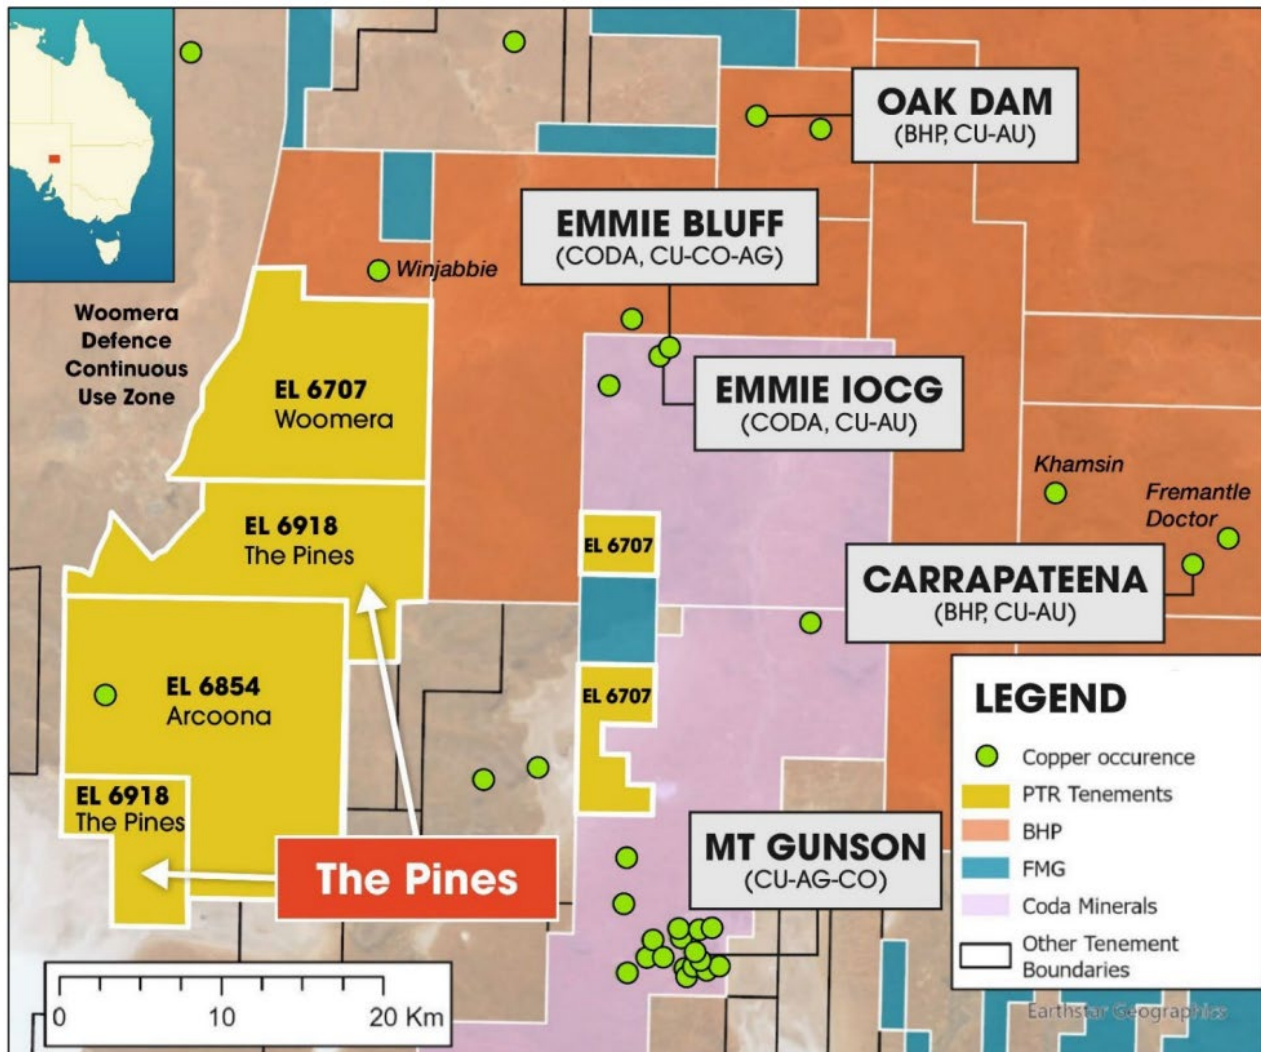 OAK DAM
(BHP, CU-AU)
EMMIE BLUFF
(CODA, CU-CO-AG)
Winjabbie
Woomera
Defence
Continuous
Use Zone
EL 6707
Woomera
EMMIE IOCG
(CODA, CU-AU)
Khamsin
Fremantle
Doctor
EL 6918
The Pines
EL 6707
CARRAPATEENA
(BHP, CU-AU)
EL 6854
Arcoona
EL 6707
EL 6918
The Pines
The Pines
MT GUNSON
(CU-AG-CO)
LEGEND
Copper occurence
PTR Tenements
BHP
FMG
Coda Minerals
Other Tenement
Boundaries
0 10 20 Km
Earthstar Geographics